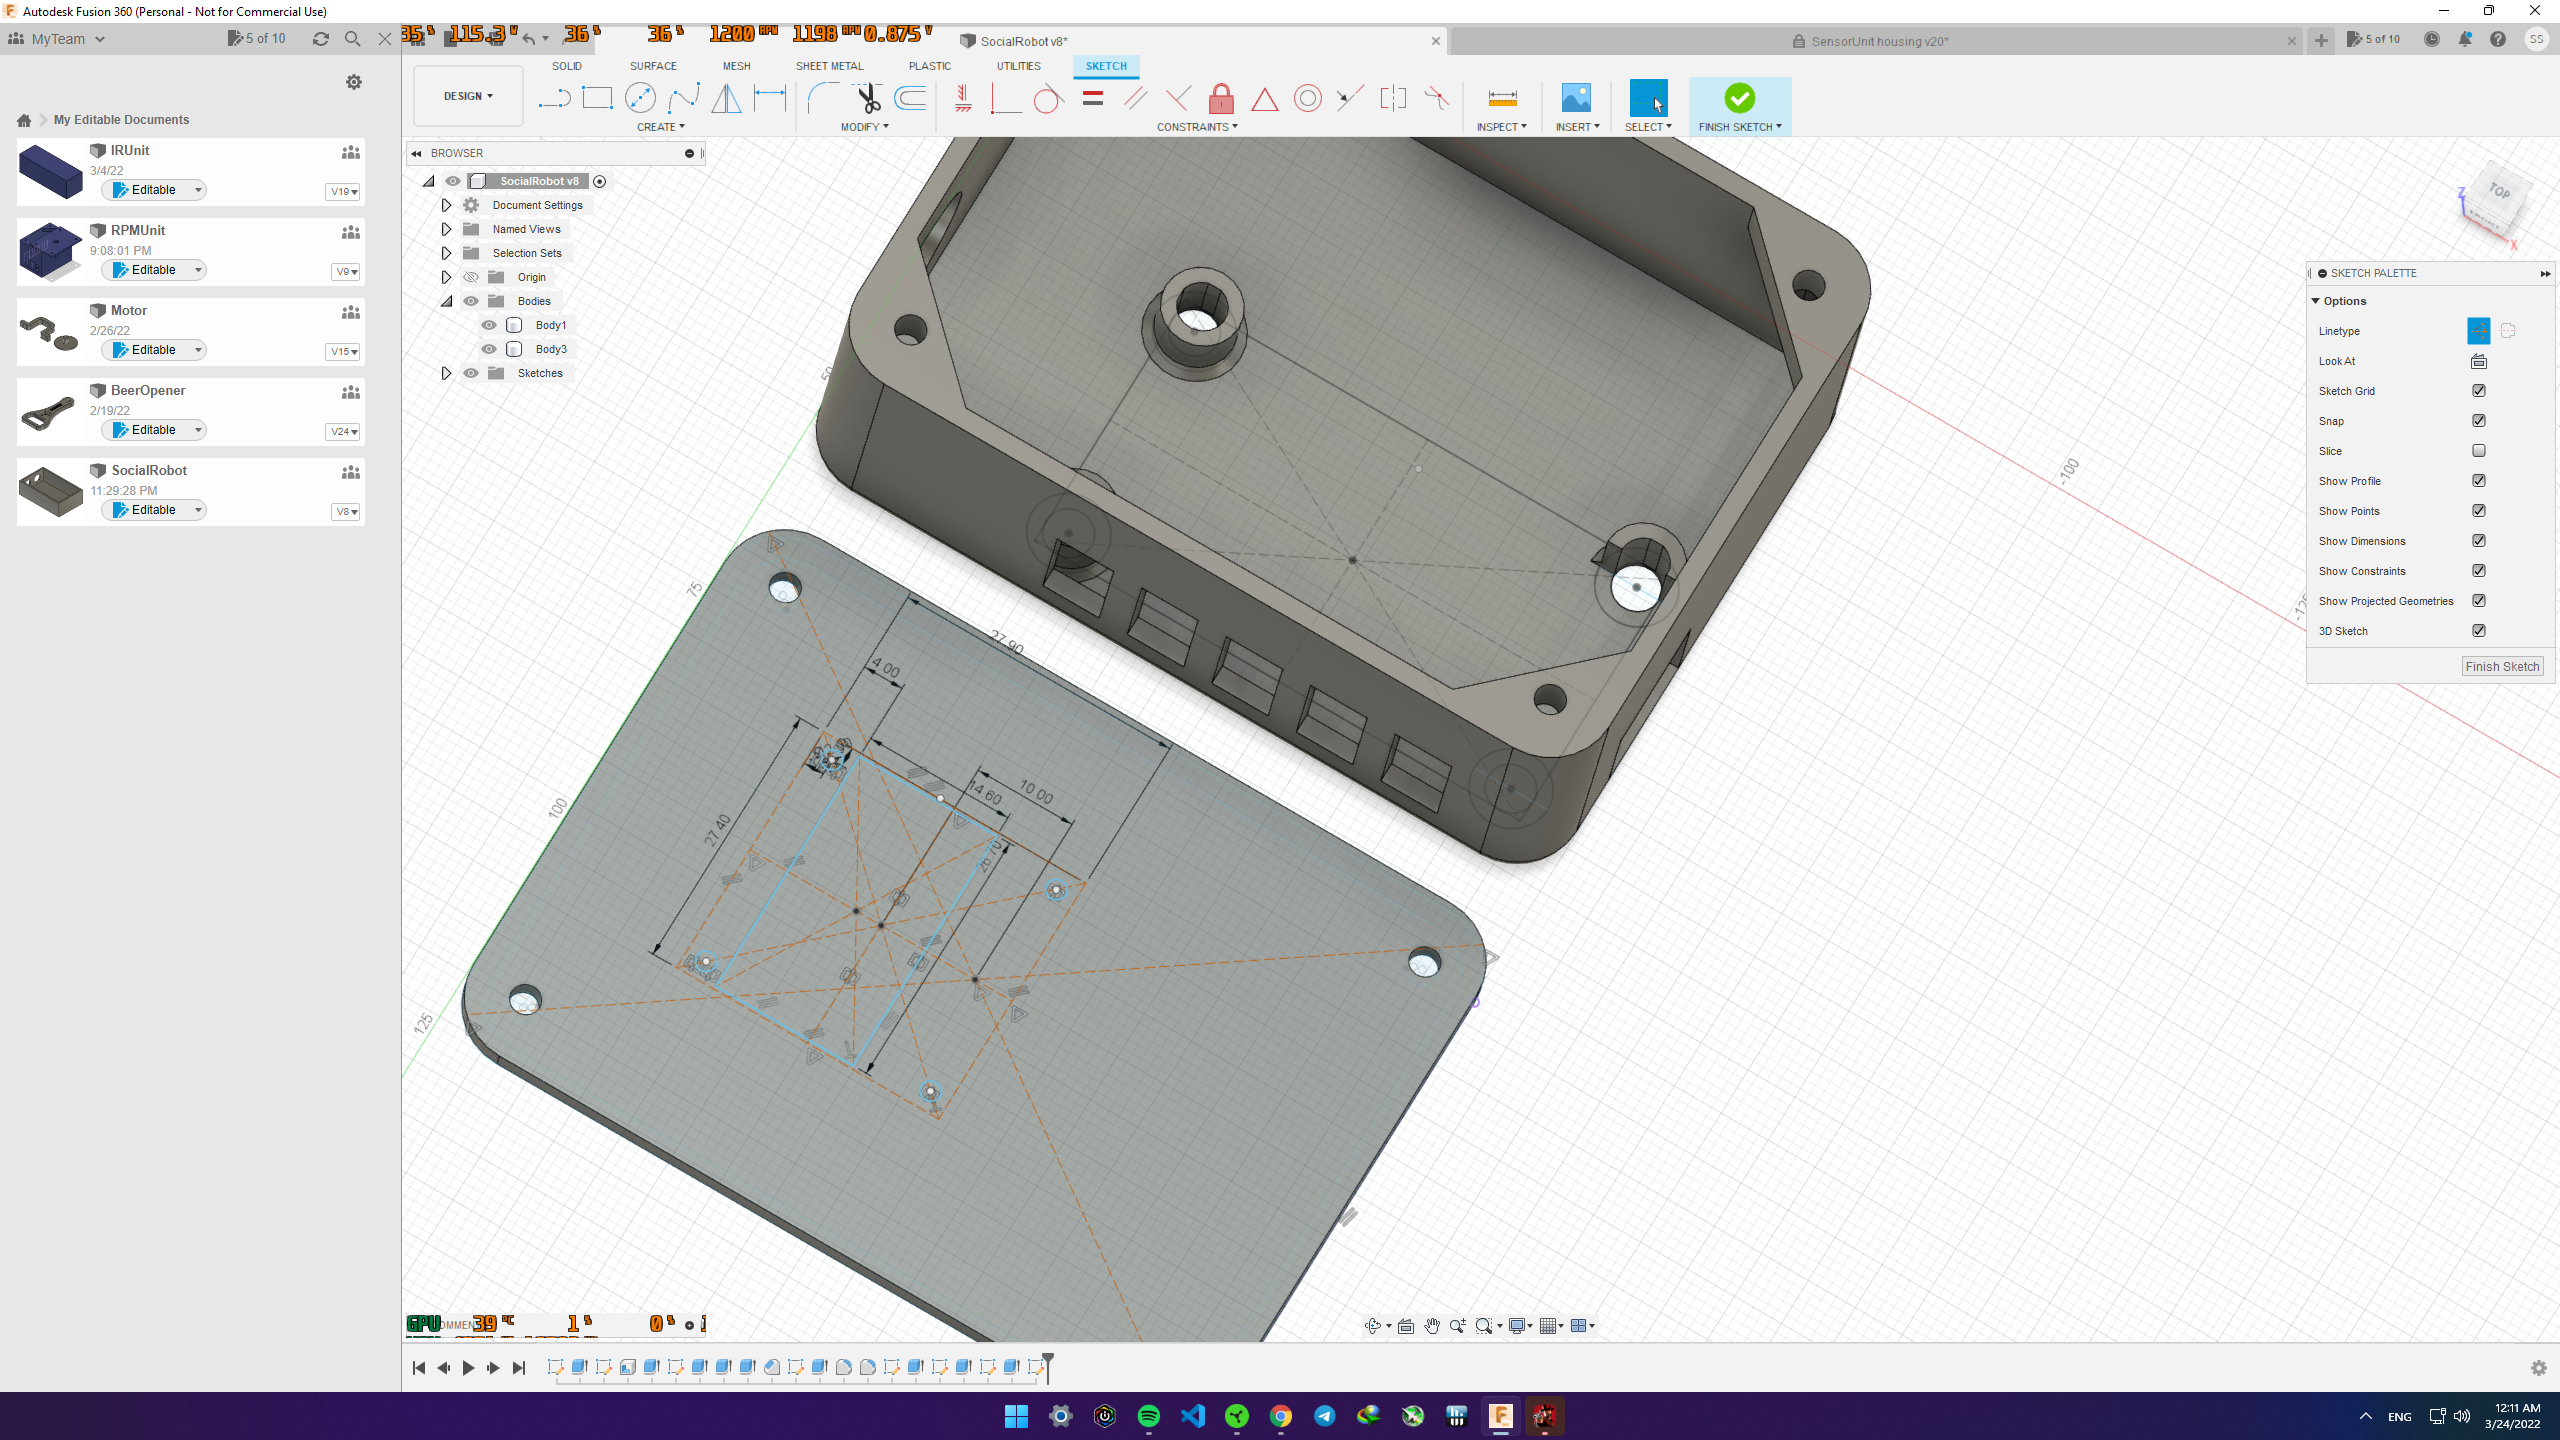 Autodesk Fusion 360 (Personal - Not for Commercial Use)
MyTeam
5 of 10
35 % 115.3 V 36 % 36 % 1200 RPM 1198 RPM 0.875 V
SocialRobot v8*
SensorUnit housing v20*
5 of 10
SS
SOLID SURFACE MESH SHEET METAL PLASTIC UTILITIES SKETCH
DESIGN
CREATE MODIFY CONSTRAINTS INSPECT INSERT SELECT FINISH SKETCH
My Editable Documents
IRUnit
3/4/22
Editable
V19
RPMUnit
9:08:01 PM
Editable
V9
Motor
2/26/22
Editable
V15
BeerOpener
2/19/22
Editable
V24
SocialRobot
11:29:28 PM
Editable
V8
BROWSER
SocialRobot v8
Document Settings
Named Views
Selection Sets
Origin
Bodies
Body1
Body3
Sketches
TOP
Z
X
SKETCH PALETTE
Options
Linetype
Look At
Sketch Grid
Snap
Slice
Show Profile
Show Points
Show Dimensions
Show Constraints
Show Projected Geometries
3D Sketch
Finish Sketch
50
75
100
125
-100
27.90
4.00
14.60
10.00
27.40
GPU 39 °C 1 % 0 %
ENG
12:11 AM
3/24/2022